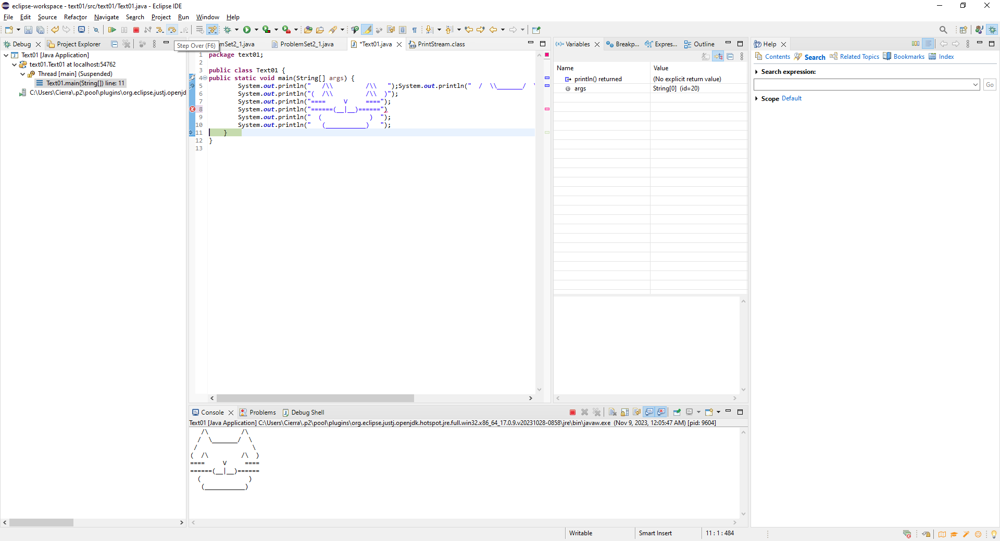 eclipse-workspace - text01/src/text01/Text01.java - Eclipse IDE
File Edit Source Refactor Navigate Search Project Run Window Help
Debug Project Explorer
Step Over (F6)
mSet2_1.java ProblemSet2_1.java *Text01.java PrintStream.class
(x)= Variables Breakp... Expres... Outline
Help
Text01 [Java Application]
text01.Text01 at localhost:54762
Thread [main] (Suspended)
Text01.main(String[]) line: 11
C:\Users\Cierra\.p2\pool\plugins\org.eclipse.justj.openjd
1 package text01;
2
3 public class Text01 {
4 public static void main(String[] args) {
5         System.out.println("   /\\         /\\   ");System.out.println("  /  \\_______/  \
6         System.out.println("(  /\\         /\\  )");
7         System.out.println("====     V     ====");
8         System.out.println("======(__|__)======")
9         System.out.println("  (             )  ");
10         System.out.println("   (___________)   ");
11     }
12 }
13
Name Value
println() returned (No explicit return value)
args String[0] (id=20)
Contents Search Related Topics Bookmarks Index
Search expression:
Go
Scope Default
Console Problems Debug Shell
Text01 [Java Application] C:\Users\Cierra\.p2\pool\plugins\org.eclipse.justj.openjdk.hotspot.jre.full.win32.x86_64_17.0.9.v20231028-0858\jre\bin\javaw.exe (Nov 9, 2023, 12:05:47 AM) [pid: 9604]
   /\         /\
  /  \_______/  \
 /               \
(  /\         /\  )
====     V     ====
======(__|__)======
  (             )
   (___________)
Writable Smart Insert 11 : 1 : 484